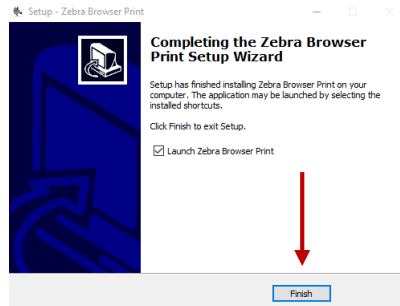 Setup - Zebra Browser Print
Completing the Zebra Browser
Print Setup Wizard
Setup has finished installing Zebra Browser Print on your
computer. The application may be launched by selecting the
installed shortcuts.
Click Finish to exit Setup.
Launch Zebra Browser Print
Finish